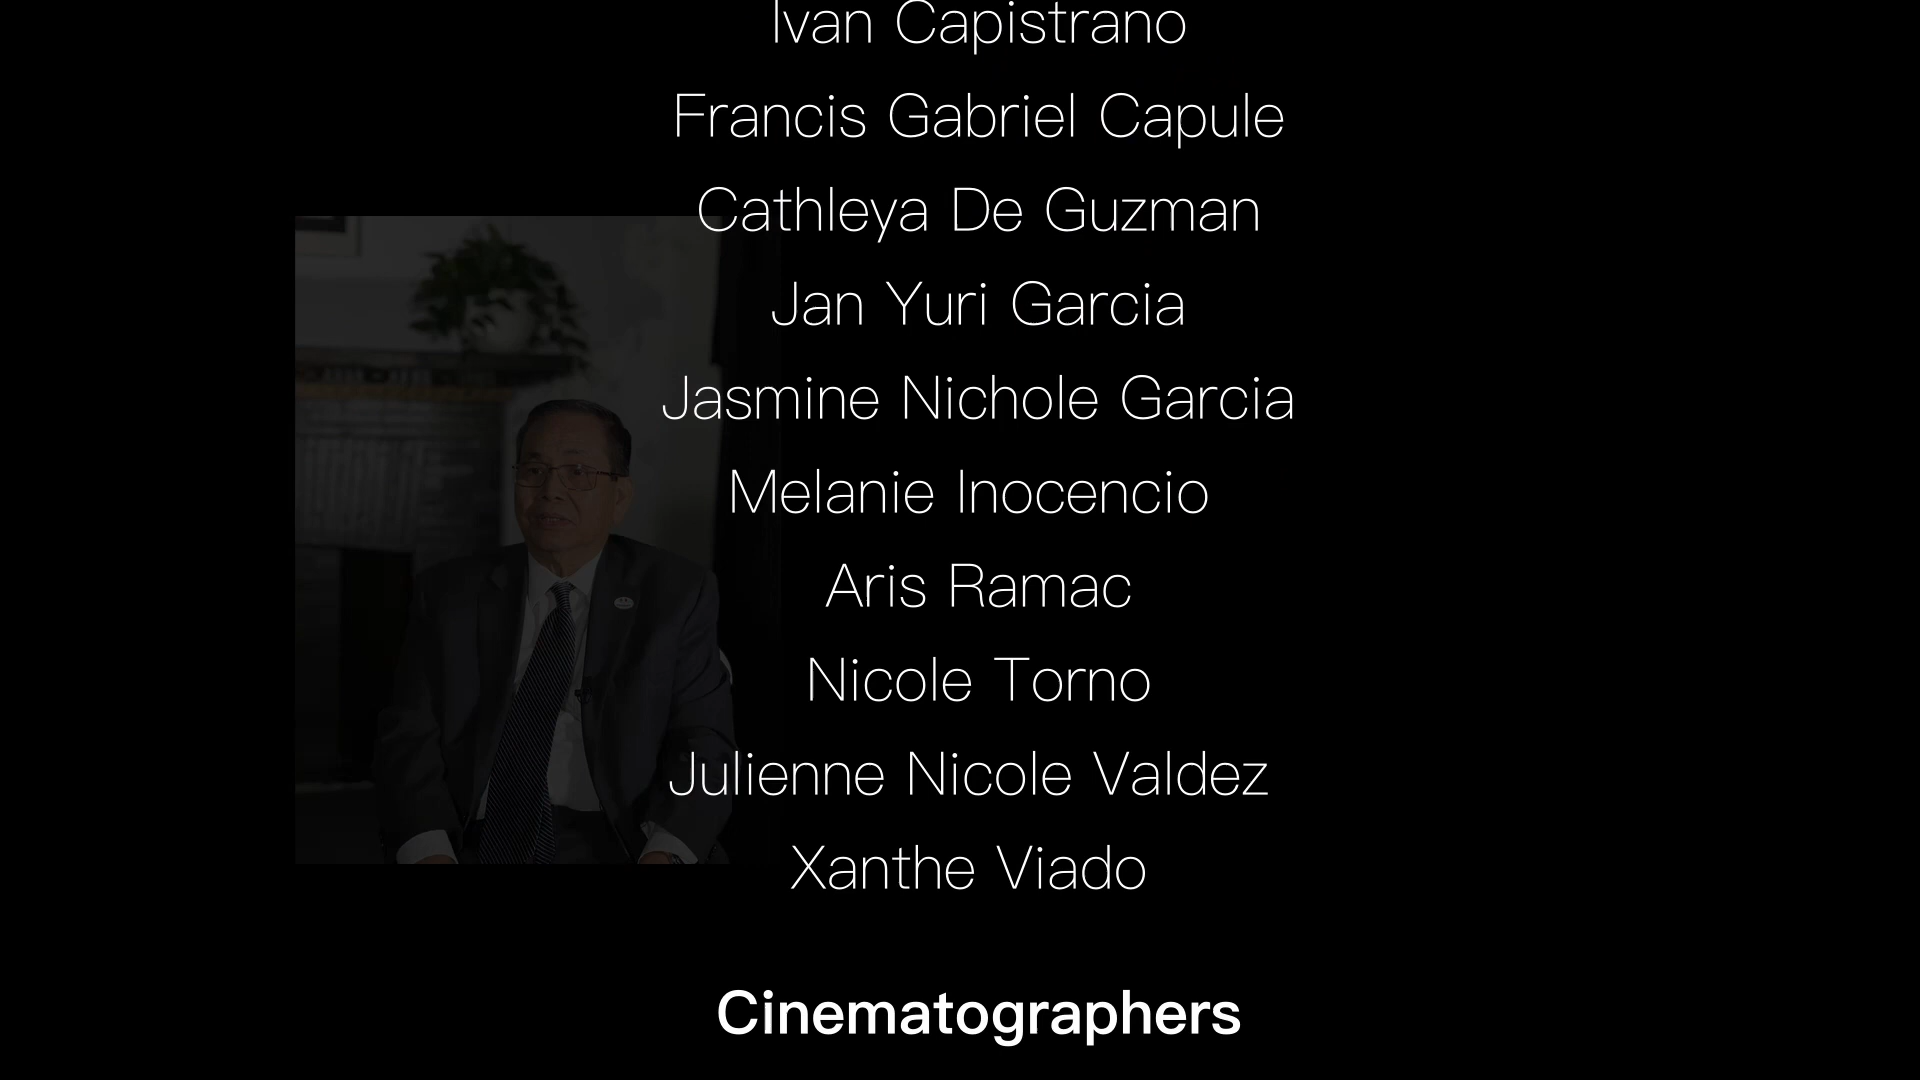 Ivan Capistrano
Francis Gabriel Capule
Cathleya De Guzman
Jan Yuri Garcia
Jasmine Nichole Garcia
Melanie Inocencio
Aris Ramac
Nicole Torno
Julienne Nicole Valdez
Xanthe Viado
Cinematographers